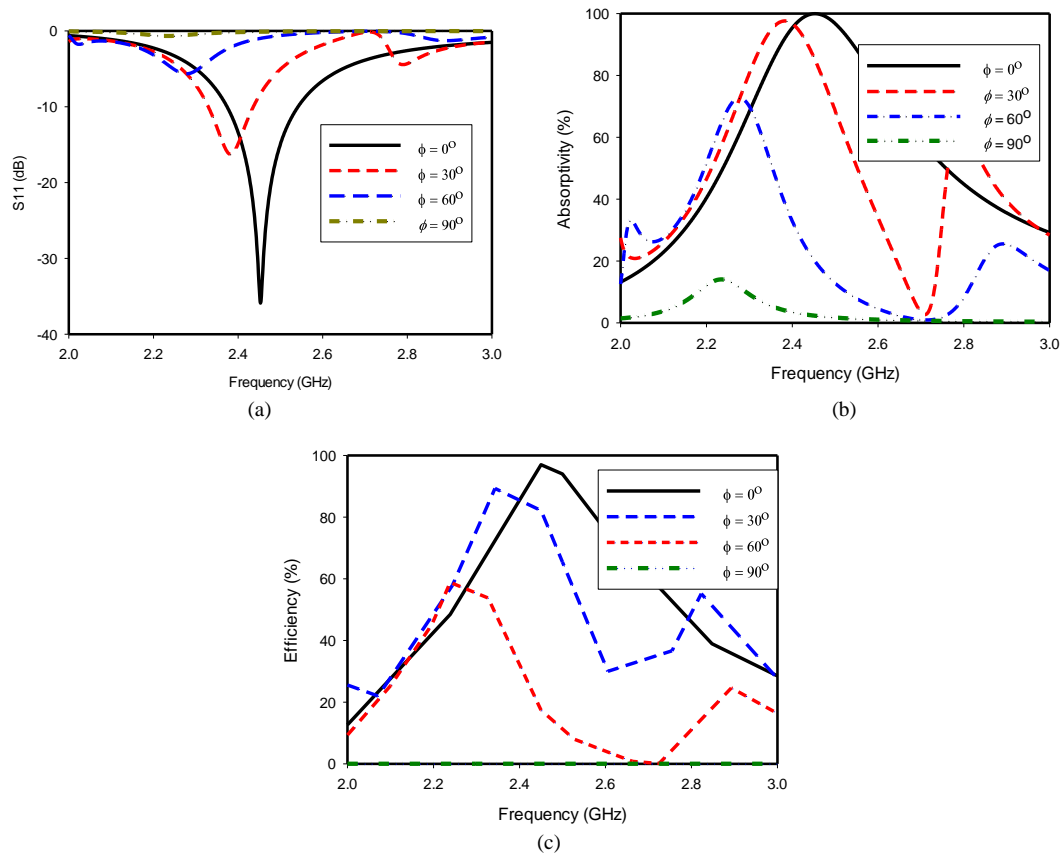 0
-10
-20
-30
-40
S11 (dB)
2.0 2.2 2.4 2.6 2.8 3.0
Frequency (GHz)
ϕ = 0O
ϕ = 30O
ϕ = 60O
ϕ = 90O
(a)
100
80
60
40
20
0
Absorptivity (%)
2.0 2.2 2.4 2.6 2.8 3.0
Frequency (GHz)
ϕ = 0O
ϕ = 30O
ϕ = 60O
ϕ = 90O
(b)
100
80
60
40
20
0
Efficiency (%)
2.0 2.2 2.4 2.6 2.8 3.0
Frequency (GHz)
ϕ = 0O
ϕ = 30O
ϕ = 60O
ϕ = 90O
(c)